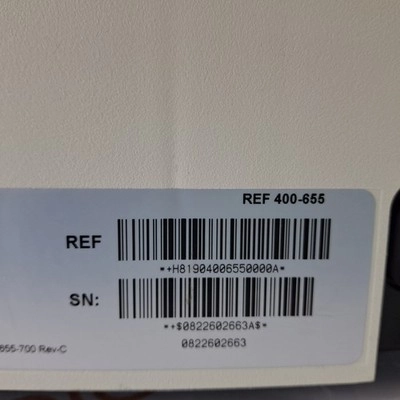 REF 400-655
REF
*+H81904006550000A*
SN:
*+$0822602663A$*
0822602663
655-700 Rev-C